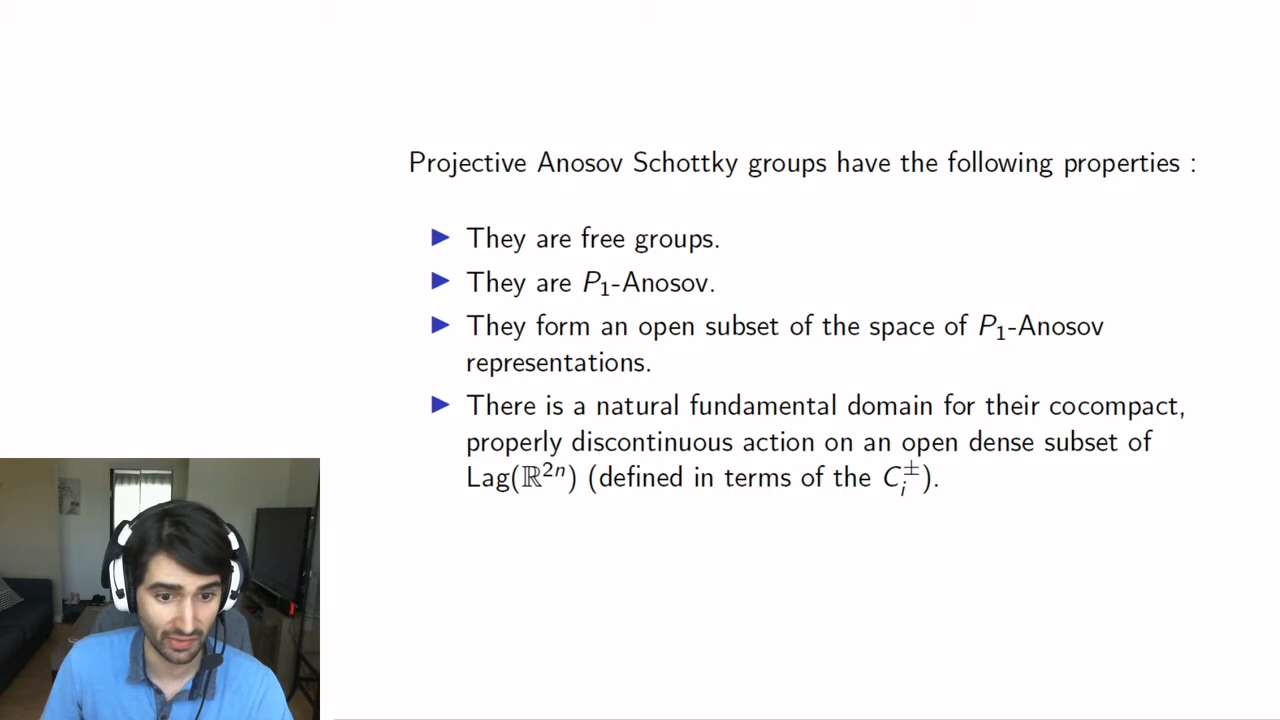 Projective Anosov Schottky groups have the following properties :
▶ They are free groups.
▶ They are P₁-Anosov.
▶ They form an open subset of the space of P₁-Anosov
representations.
▶ There is a natural fundamental domain for their cocompact,
properly discontinuous action on an open dense subset of
Lag(ℝ²ⁿ) (defined in terms of the Cᵢ^±).